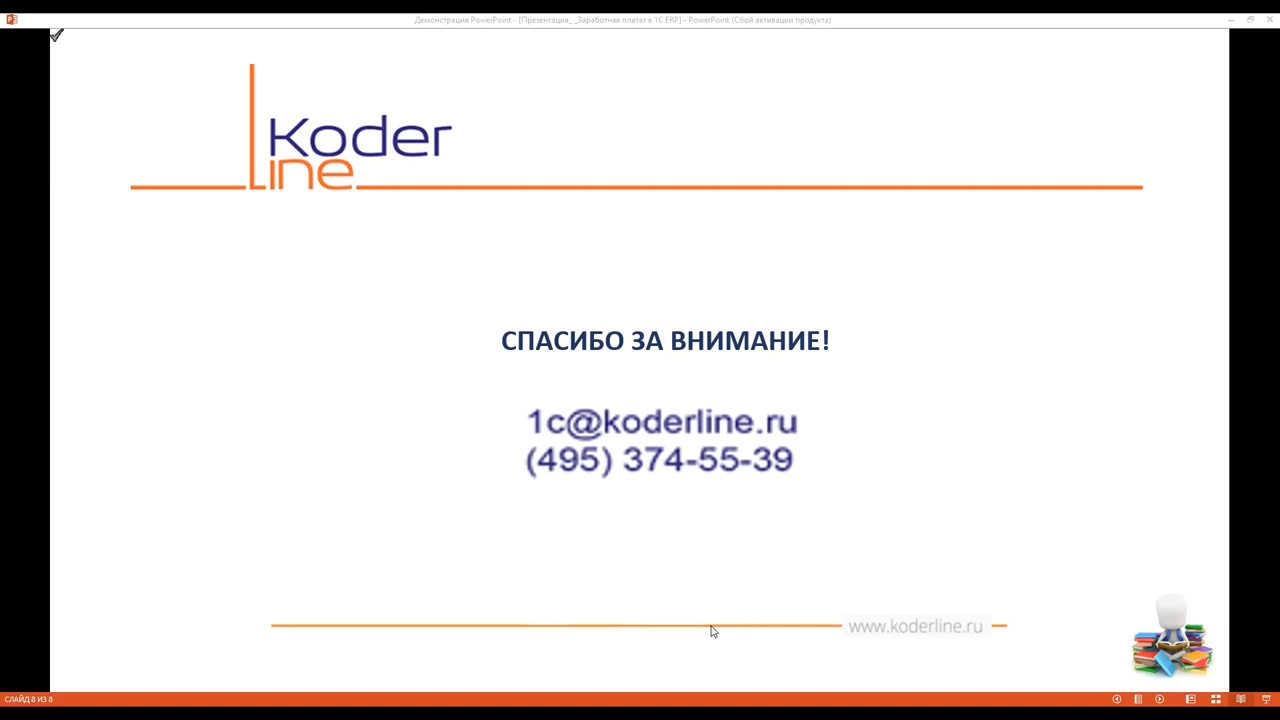 Демонстрация PowerPoint - [Презентация_ _Заработная платат в 1С ERP] - PowerPoint (Сбой активации продукта)
Koder
Line
СПАСИБО ЗА ВНИМАНИЕ!
1c@koderline.ru
(495) 374-55-39
www.koderline.ru
СЛАЙД 8 ИЗ 8